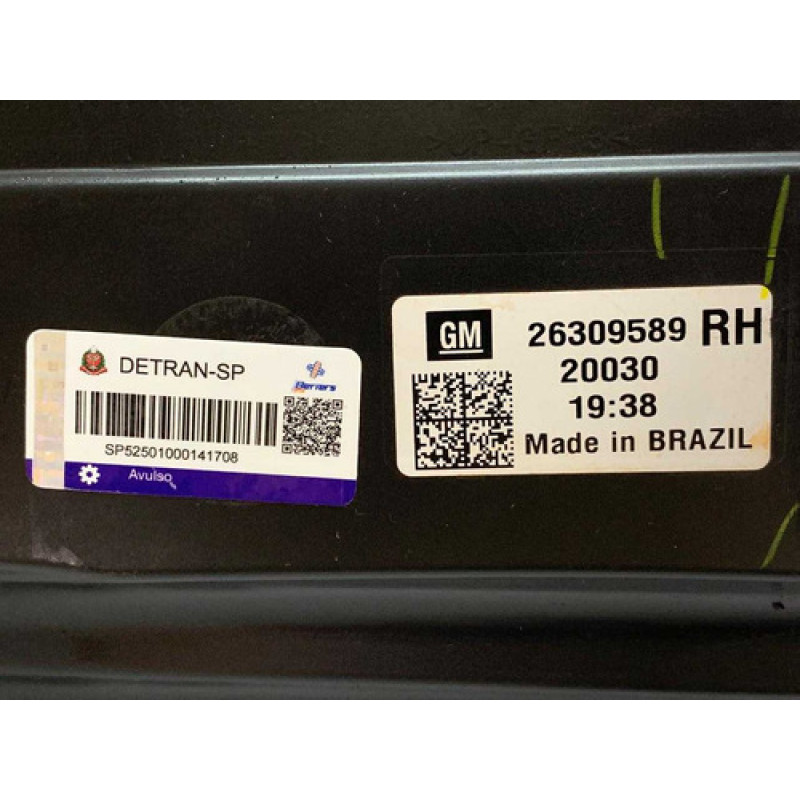 DETRAN-SP
SP52501000141708
Avulso
GM
26309589 RH
20030
19:38
Made in BRAZIL